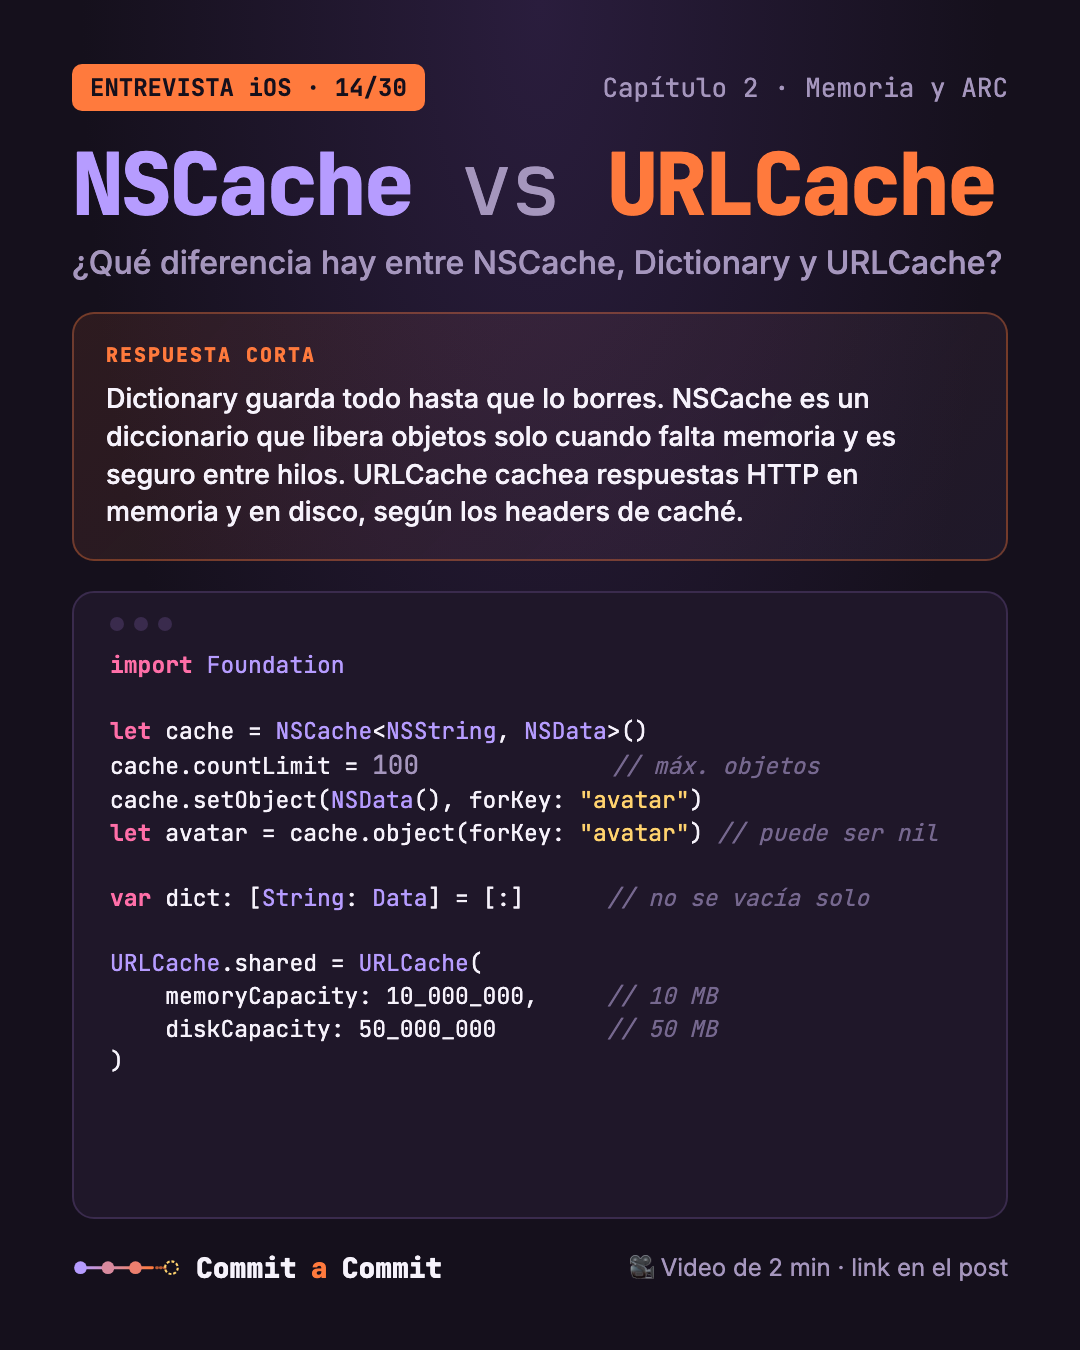 ENTREVISTA iOS · 14/30
Capítulo 2 · Memoria y ARC
NSCache vs URLCache
¿Qué diferencia hay entre NSCache, Dictionary y URLCache?
RESPUESTA CORTA
Dictionary guarda todo hasta que lo borres. NSCache es un
diccionario que libera objetos solo cuando falta memoria y es
seguro entre hilos. URLCache cachea respuestas HTTP en
memoria y en disco, según los headers de caché.
import Foundation
let cache = NSCache<NSString, NSData>()
cache.countLimit = 100 // máx. objetos
cache.setObject(NSData(), forKey: "avatar")
let avatar = cache.object(forKey: "avatar") // puede ser nil
var dict: [String: Data] = [:] // no se vacía solo
URLCache.shared = URLCache(
    memoryCapacity: 10_000_000, // 10 MB
    diskCapacity: 50_000_000 // 50 MB
)
Commit a Commit
🎥 Video de 2 min · link en el post